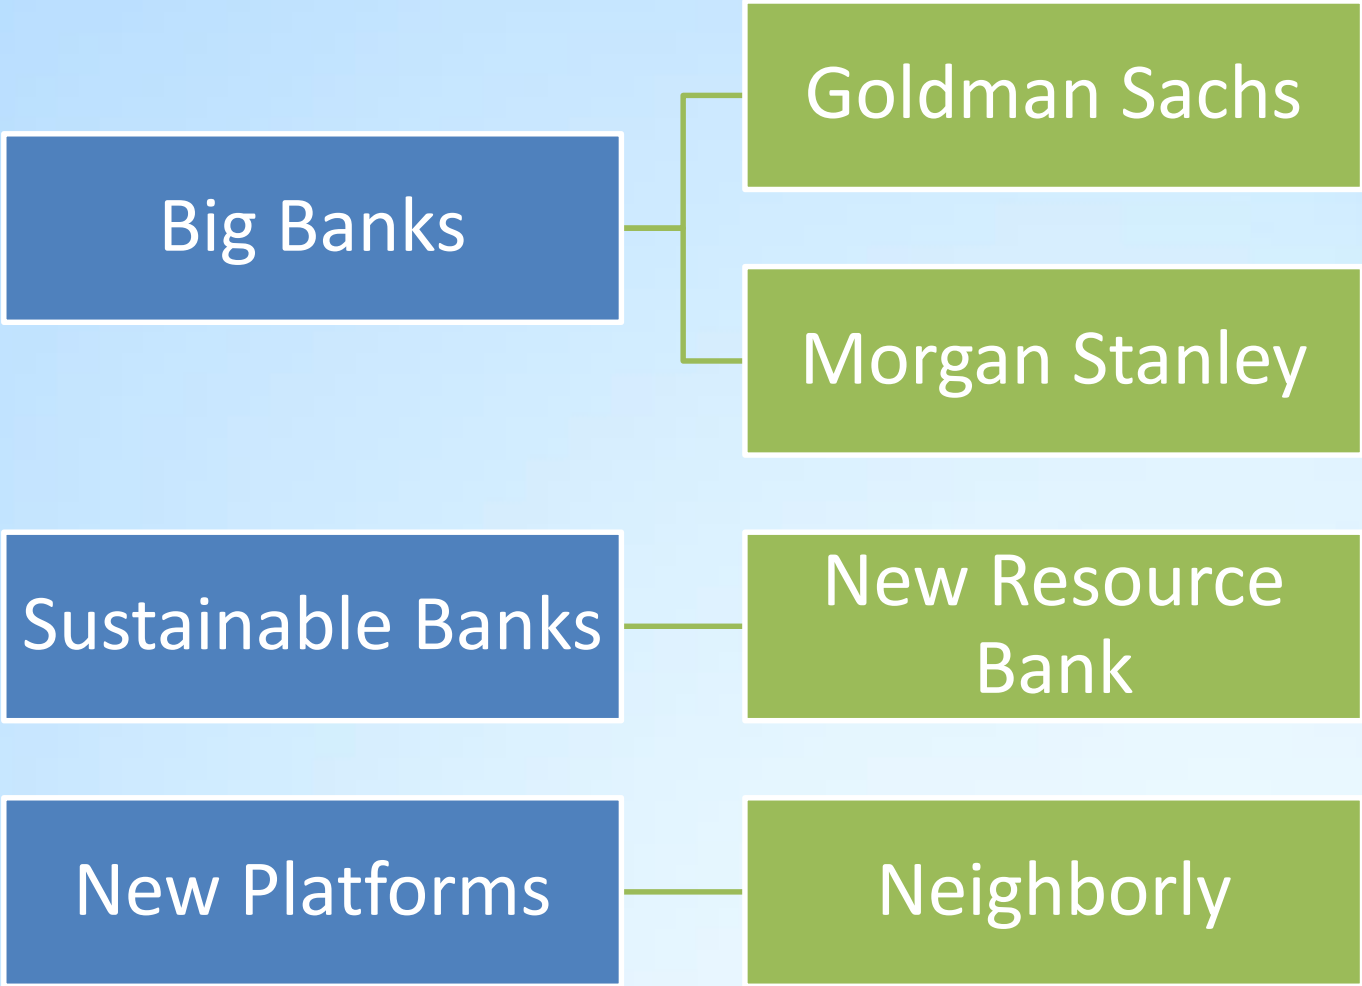 Big Banks
Goldman Sachs
Morgan Stanley
Sustainable Banks
New Resource
Bank
New Platforms
Neighborly